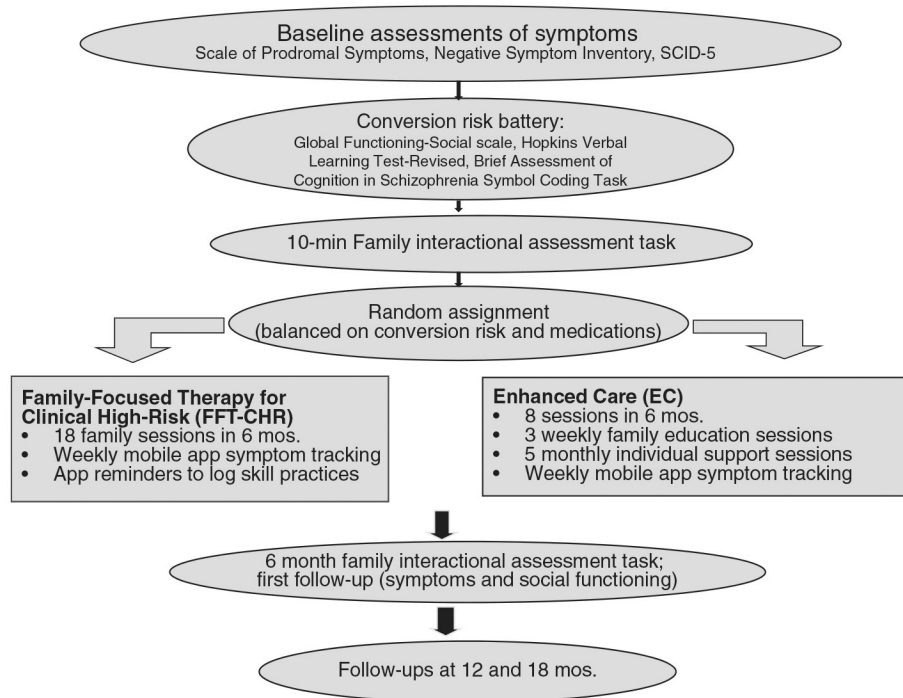 Baseline assessments of symptoms
Scale of Prodromal Symptoms, Negative Symptom Inventory, SCID-5
Conversion risk battery:
Global Functioning-Social scale, Hopkins Verbal
Learning Test-Revised, Brief Assessment of
Cognition in Schizophrenia Symbol Coding Task
10-min Family interactional assessment task
Random assignment
(balanced on conversion risk and medications)
Family-Focused Therapy for
Clinical High-Risk (FFT-CHR)
• 18 family sessions in 6 mos.
• Weekly mobile app symptom tracking
• App reminders to log skill practices
Enhanced Care (EC)
• 8 sessions in 6 mos.
• 3 weekly family education sessions
• 5 monthly individual support sessions
• Weekly mobile app symptom tracking
6 month family interactional assessment task;
first follow-up (symptoms and social functioning)
Follow-ups at 12 and 18 mos.